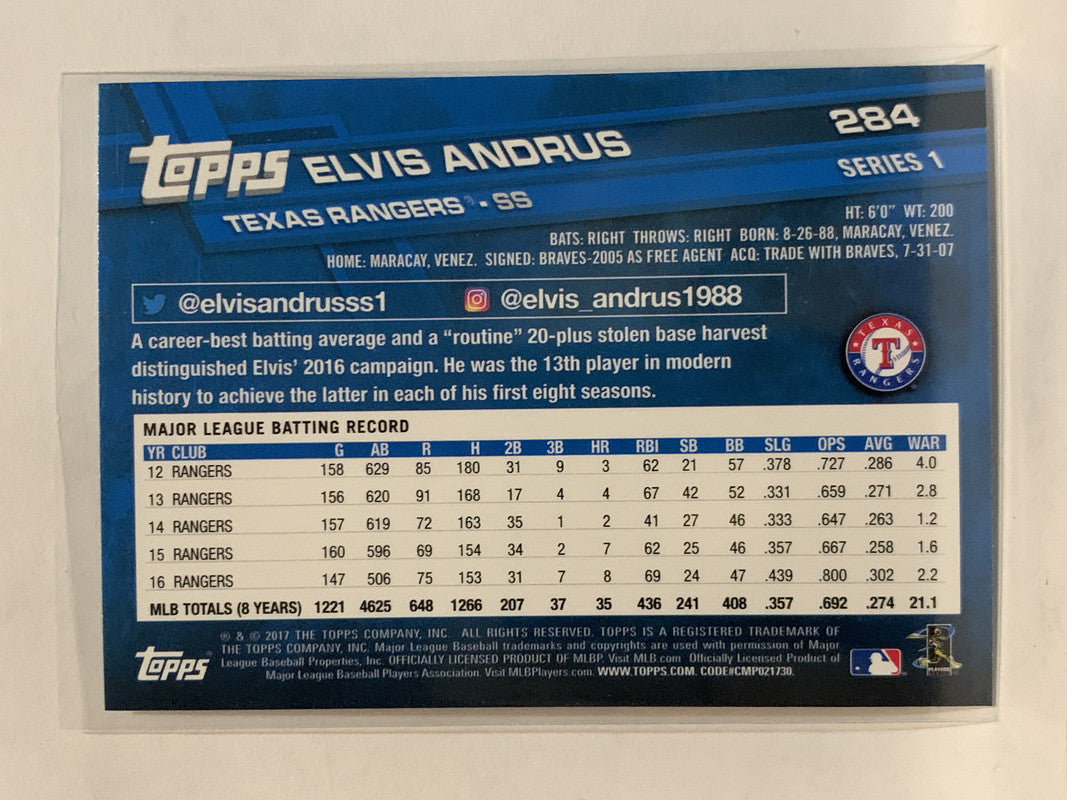 TOPPS ELVIS ANDRUS 284
TEXAS RANGERS® - SS SERIES 1
HT: 6'0" WT: 200
BATS: RIGHT THROWS: RIGHT BORN: 8-26-88, MARACAY, VENEZ.
HOME: MARACAY, VENEZ. SIGNED: BRAVES-2005 AS FREE AGENT ACQ: TRADE WITH BRAVES, 7-31-07
@elvisandrusss1 @elvis_andrus1988
A career-best batting average and a “routine” 20-plus stolen base harvest
distinguished Elvis’ 2016 campaign. He was the 13th player in modern
history to achieve the latter in each of his first eight seasons.
TEXAS
T
RANGERS
MAJOR LEAGUE BATTING RECORD
YR CLUB G AB R H 2B 3B HR RBI SB BB SLG OPS AVG WAR
12 RANGERS 158 629 85 180 31 9 3 62 21 57 .378 .727 .286 4.0
13 RANGERS 156 620 91 168 17 4 4 67 42 52 .331 .659 .271 2.8
14 RANGERS 157 619 72 163 35 1 2 41 27 46 .333 .647 .263 1.2
15 RANGERS 160 596 69 154 34 2 7 62 25 46 .357 .667 .258 1.6
16 RANGERS 147 506 75 153 31 7 8 69 24 47 .439 .800 .302 2.2
MLB TOTALS (8 YEARS) 1221 4625 648 1266 207 37 35 436 241 408 .357 .692 .274 21.1
® & © 2017 THE TOPPS COMPANY, INC. ALL RIGHTS RESERVED. TOPPS IS A REGISTERED TRADEMARK OF
THE TOPPS COMPANY, INC. Major League Baseball trademarks and copyrights are used with permission of Major
League Baseball Properties, Inc. OFFICIALLY LICENSED PRODUCT OF MLBP. Visit MLB.com Officially Licensed Product of
Major League Baseball Players Association. Visit MLBPlayers.com. WWW.TOPPS.COM. CODE#CMP021730.
TOPPS®
PLAYERS